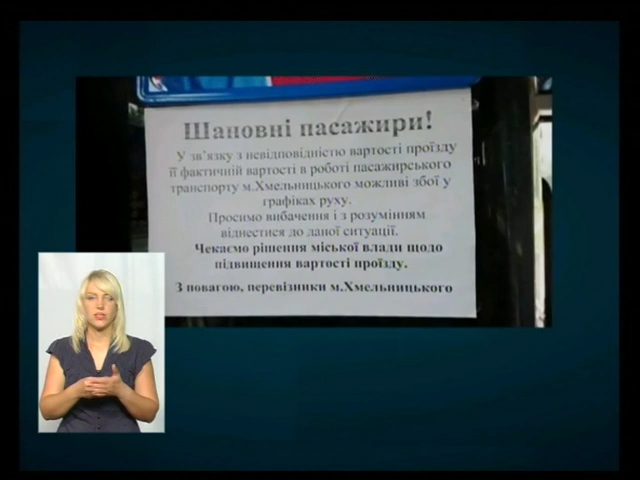 Шановні пасажири!
У зв'язку з невідповідністю вартості проїзду
її фактичній вартості в роботі пасажирського
транспорту м.Хмельницького можливі збої у
графіках руху.
Просимо вибачення і з розумінням
віднестися до даної ситуації.
Чекаємо рішення міської влади щодо
підвищення вартості проїзду.
З повагою, перевізники м.Хмельницького